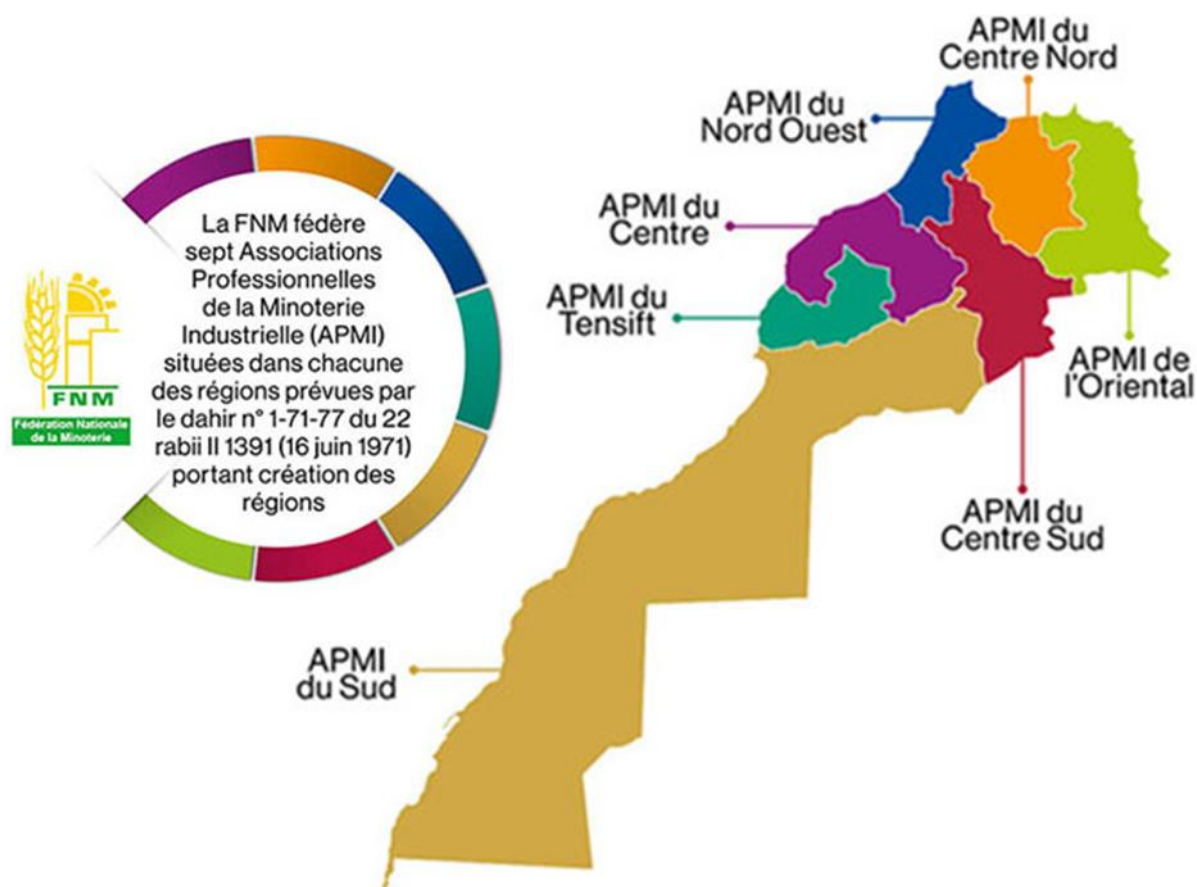 La FNM fédère
sept Associations
Professionnelles
de la Minoterie
Industrielle (APMI)
situées dans chacune
des régions prévues par
le dahir n° 1-71-77 du 22
rabii II 1391 (16 juin 1971)
portant création des
régions
FNM
Fédération Nationale
de la Minoterie
APMI du
Centre Nord
APMI du
Nord Ouest
APMI du
Centre
APMI du
Tensift
APMI de
l'Oriental
APMI du
Centre Sud
APMI
du Sud